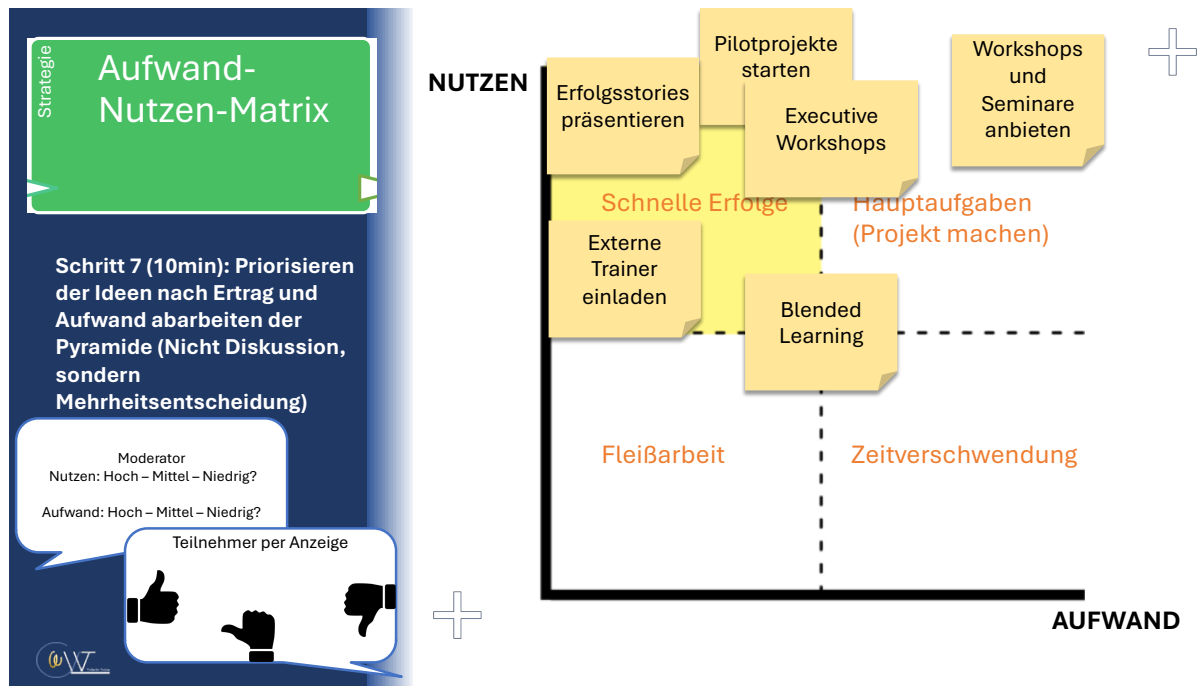 Strategie
Aufwand-
Nutzen-Matrix
Schritt 7 (10min): Priorisieren
der Ideen nach Ertrag und
Aufwand abarbeiten der
Pyramide (Nicht Diskussion,
sondern
Mehrheitsentscheidung)
Moderator
Nutzen: Hoch – Mittel – Niedrig?
Aufwand: Hoch – Mittel – Niedrig?
Teilnehmer per Anzeige
NUTZEN
Erfolgsstories
präsentieren
Pilotprojekte
starten
Executive
Workshops
Workshops
und
Seminare
anbieten
Schnelle Erfolge
Hauptaufgaben
(Projekt machen)
Externe
Trainer
einladen
Blended
Learning
Fleißarbeit
Zeitverschwendung
AUFWAND